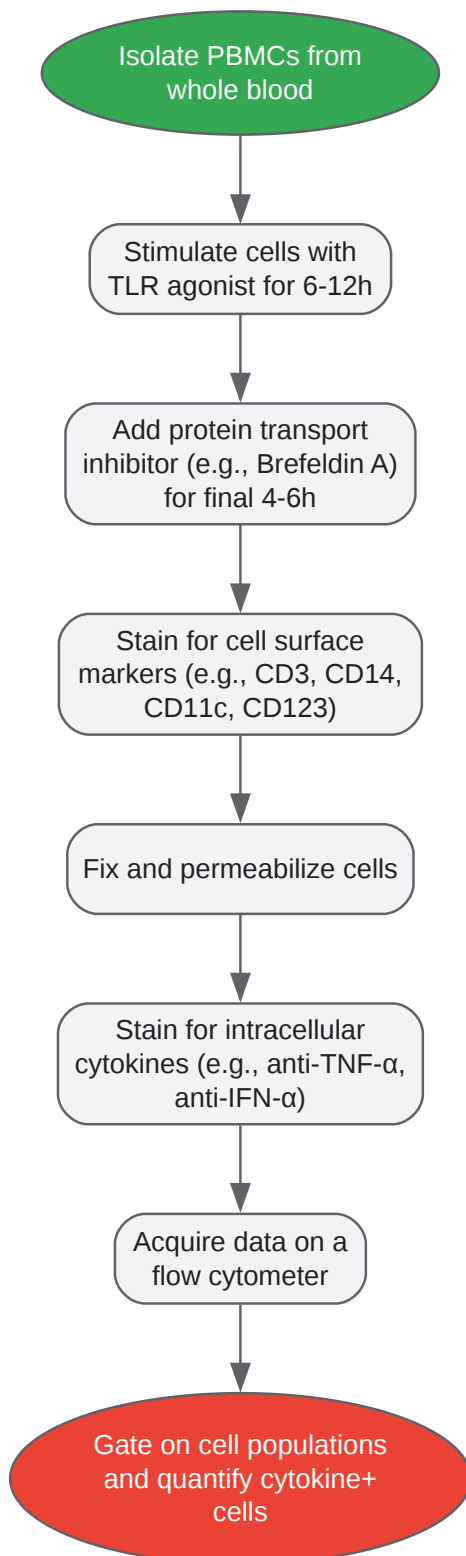 Isolate PBMCs from
whole blood
Stimulate cells with
TLR agonist for 6-12h
Add protein transport
inhibitor (e.g., Brefeldin A)
for final 4-6h
Stain for cell surface
markers (e.g., CD3, CD14,
CD11c, CD123)
Fix and permeabilize cells
Stain for intracellular
cytokines (e.g., anti-TNF-α,
anti-IFN-α)
Acquire data on a
flow cytometer
Gate on cell populations
and quantify cytokine+
cells